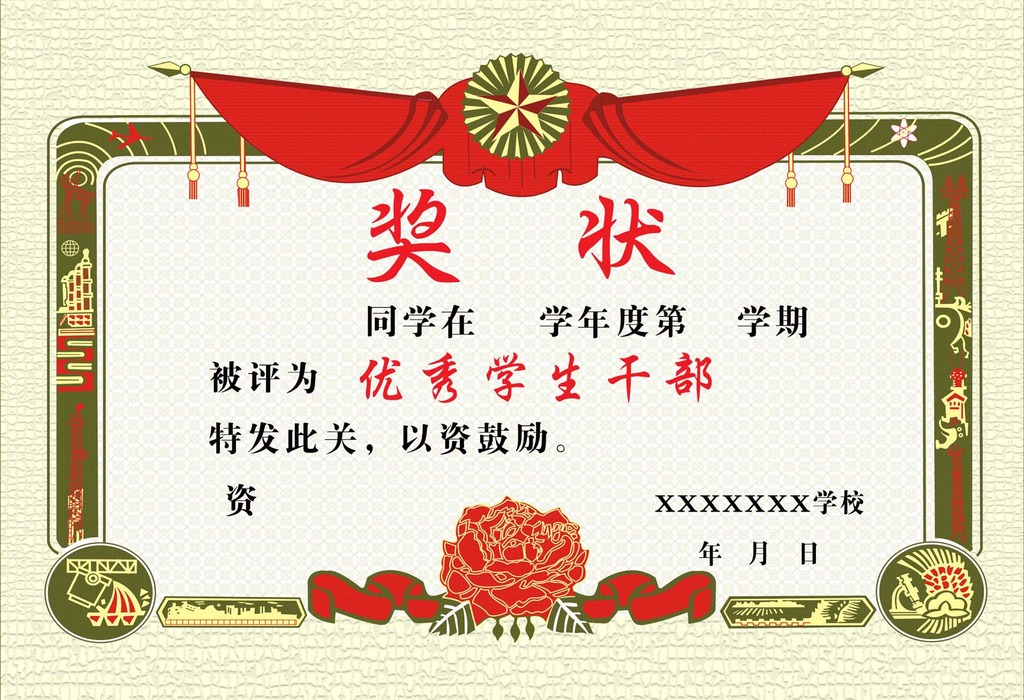 奖 状
同学在 学年度第 学期
被评为 优秀学生干部
特发此关，以资鼓励。
资
XXXXXXX学校
年 月 日